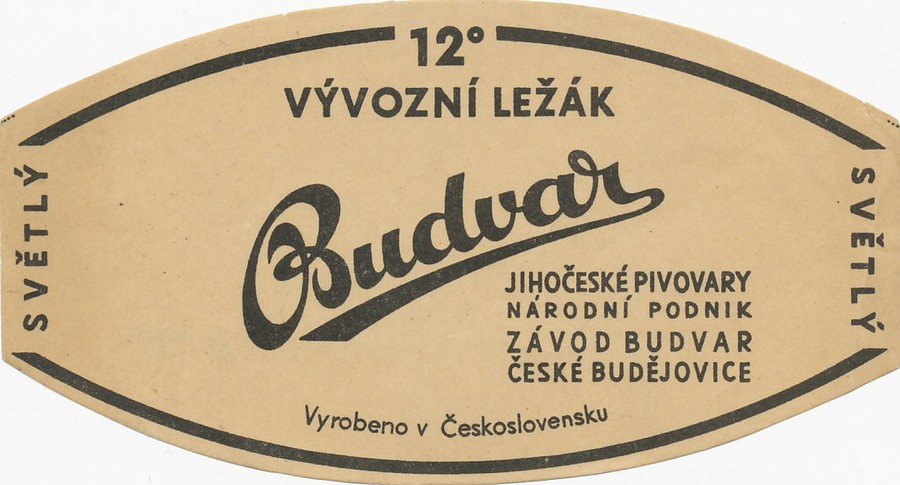 12°
VÝVOZNÍ LEŽÁK
SVĚTLÝ
Budvar
SVĚTLÝ
JIHOČESKÉ PIVOVARY
NÁRODNÍ PODNIK
ZÁVOD BUDVAR
ČESKÉ BUDĚJOVICE
Vyrobeno v Československu